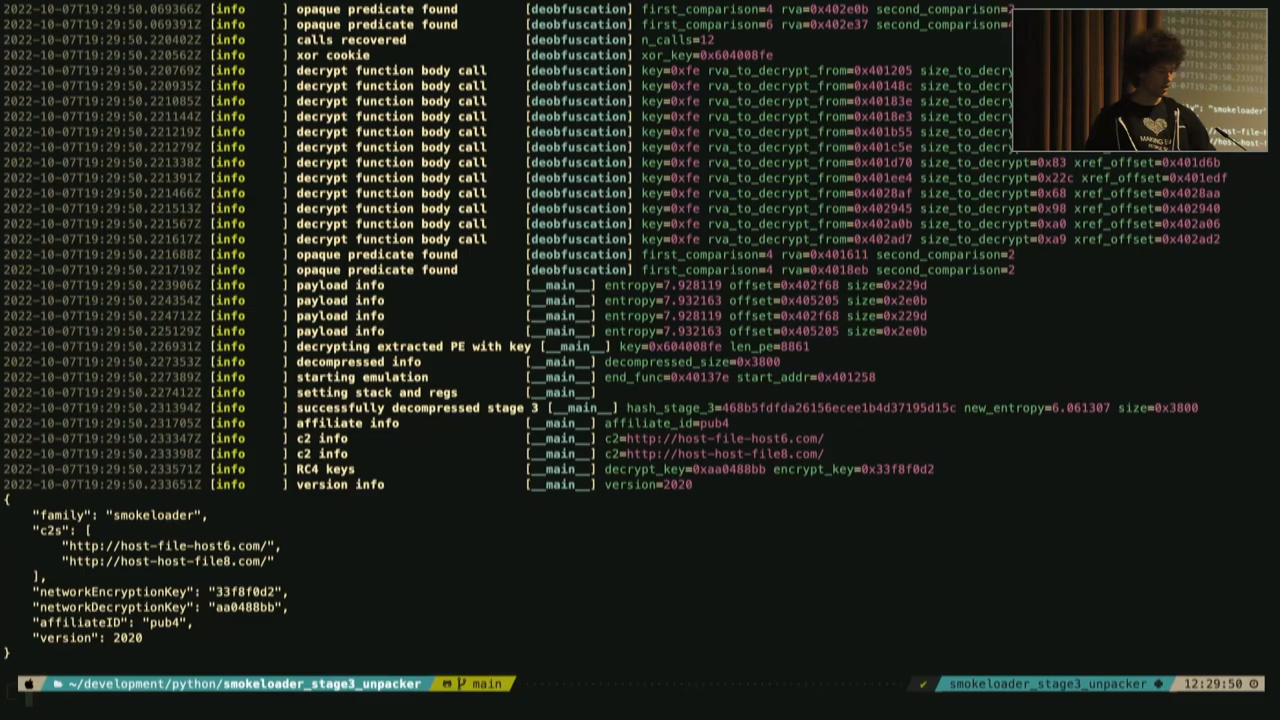 2022-10-07T19:29:50.069366Z [info ] opaque predicate found [deobfuscation] first_comparison=4 rva=0x402e0b second_comparison=2
2022-10-07T19:29:50.069391Z [info ] opaque predicate found [deobfuscation] first_comparison=6 rva=0x402e37 second_comparison=4
2022-10-07T19:29:50.220402Z [info ] calls recovered [deobfuscation] n_calls=12
2022-10-07T19:29:50.220562Z [info ] xor cookie [deobfuscation] xor_key=0x604008fe
2022-10-07T19:29:50.220769Z [info ] decrypt function body call [deobfuscation] key=0xfe rva_to_decrypt_from=0x401205 size_to_decry
2022-10-07T19:29:50.220935Z [info ] decrypt function body call [deobfuscation] key=0xfe rva_to_decrypt_from=0x40148c size_to_decry
2022-10-07T19:29:50.221085Z [info ] decrypt function body call [deobfuscation] key=0xfe rva_to_decrypt_from=0x40183e size_to_decry
2022-10-07T19:29:50.221144Z [info ] decrypt function body call [deobfuscation] key=0xfe rva_to_decrypt_from=0x4018e3 size_to_decry
2022-10-07T19:29:50.221219Z [info ] decrypt function body call [deobfuscation] key=0xfe rva_to_decrypt_from=0x401b55 size_to_decry
2022-10-07T19:29:50.221279Z [info ] decrypt function body call [deobfuscation] key=0xfe rva_to_decrypt_from=0x401c5e size_to_decry
2022-10-07T19:29:50.221338Z [info ] decrypt function body call [deobfuscation] key=0xfe rva_to_decrypt_from=0x401d70 size_to_decrypt=0x83 xref_offset=0x401d6b
2022-10-07T19:29:50.221391Z [info ] decrypt function body call [deobfuscation] key=0xfe rva_to_decrypt_from=0x401ee4 size_to_decrypt=0x22c xref_offset=0x401edf
2022-10-07T19:29:50.221466Z [info ] decrypt function body call [deobfuscation] key=0xfe rva_to_decrypt_from=0x4028af size_to_decrypt=0x68 xref_offset=0x4028aa
2022-10-07T19:29:50.221513Z [info ] decrypt function body call [deobfuscation] key=0xfe rva_to_decrypt_from=0x402945 size_to_decrypt=0x98 xref_offset=0x402940
2022-10-07T19:29:50.221567Z [info ] decrypt function body call [deobfuscation] key=0xfe rva_to_decrypt_from=0x402a0b size_to_decrypt=0xa0 xref_offset=0x402a06
2022-10-07T19:29:50.221617Z [info ] decrypt function body call [deobfuscation] key=0xfe rva_to_decrypt_from=0x402ad7 size_to_decrypt=0xa9 xref_offset=0x402ad2
2022-10-07T19:29:50.221688Z [info ] opaque predicate found [deobfuscation] first_comparison=4 rva=0x401611 second_comparison=2
2022-10-07T19:29:50.221719Z [info ] opaque predicate found [deobfuscation] first_comparison=4 rva=0x4018eb second_comparison=2
2022-10-07T19:29:50.223906Z [info ] payload info [__main__] entropy=7.928119 offset=0x402f68 size=0x229d
2022-10-07T19:29:50.224354Z [info ] payload info [__main__] entropy=7.932163 offset=0x405205 size=0x2e0b
2022-10-07T19:29:50.224712Z [info ] payload info [__main__] entropy=7.928119 offset=0x402f68 size=0x229d
2022-10-07T19:29:50.225129Z [info ] payload info [__main__] entropy=7.932163 offset=0x405205 size=0x2e0b
2022-10-07T19:29:50.226931Z [info ] decrypting extracted PE with key [__main__] key=0x604008fe len_pe=8861
2022-10-07T19:29:50.227353Z [info ] decompressed info [__main__] decompressed_size=0x3800
2022-10-07T19:29:50.227389Z [info ] starting emulation [__main__] end_func=0x40137e start_addr=0x401258
2022-10-07T19:29:50.227412Z [info ] setting stack and regs [__main__]
2022-10-07T19:29:50.231394Z [info ] successfully decompressed stage 3 [__main__] hash_stage_3=468b5fdfda26156ecee1b4d37195d15c new_entropy=6.061307 size=0x3800
2022-10-07T19:29:50.231705Z [info ] affiliate info [__main__] affiliate_id=pub4
2022-10-07T19:29:50.233347Z [info ] c2 info [__main__] c2=http://host-file-host6.com/
2022-10-07T19:29:50.233398Z [info ] c2 info [__main__] c2=http://host-host-file8.com/
2022-10-07T19:29:50.233571Z [info ] RC4 keys [__main__] decrypt_key=0xaa0488bb encrypt_key=0x33f8f0d2
2022-10-07T19:29:50.233651Z [info ] version info [__main__] version=2020
{
"family": "smokeloader",
"c2s": [
"http://host-file-host6.com/",
"http://host-host-file8.com/"
],
"networkEncryptionKey": "33f8f0d2",
"networkDecryptionKey": "aa0488bb",
"affiliateID": "pub4",
"version": 2020
}
~/development/python/smokeloader_stage3_unpacker main ✔ smokeloader_stage3_unpacker 12:29:50